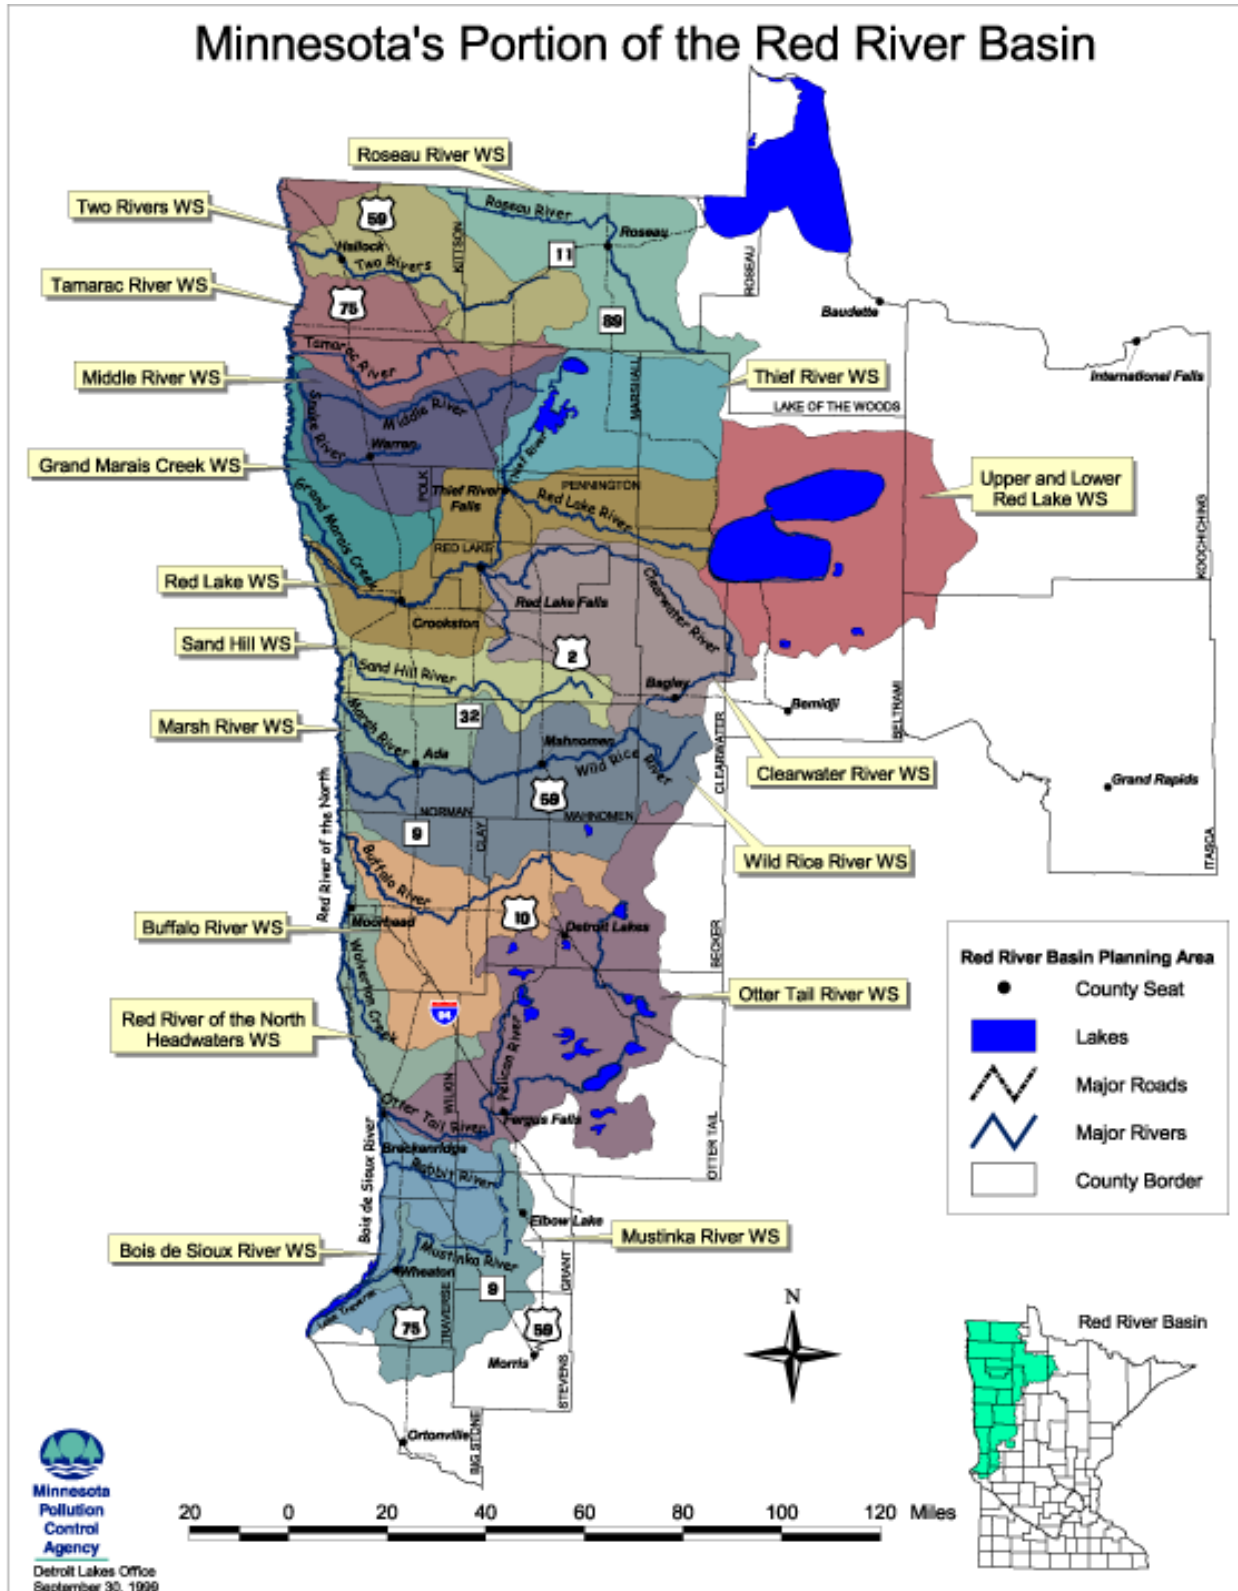 Minnesota's Portion of the Red River Basin
Roseau River WS
Two Rivers WS
59
Roseau River
Roseau
KITTSON
11
Hallock
Two Rivers
Tamarac River WS
75
89
ROSEAU
Baudette
International Falls
Tamarac River
Middle River WS
Thief River WS
MARSHALL
LAKE OF THE WOODS
Snake River
Middle River
Warren
Grand Marais Creek WS
Thief River
POLK
Thief River
Falls
PENNINGTON
Red Lake River
Upper and Lower
Red Lake WS
KOOCHICHING
Grand Marais Creek
RED LAKE
Red Lake WS
Red Lake Falls
Clearwater River
Crookston
Sand Hill WS
2
Sand Hill River
Bagley
Bemidji
BELTRAMI
32
Marsh River WS
Marsh River
Ada
Mahnomen
Wild Rice River
CLEARWATER
Clearwater River WS
Grand Rapids
ITASCA
59
NORMAN
MAHNOMEN
9
CLAY
Red River of the North
Wild Rice River WS
Buffalo River
Buffalo River WS
Moorhead
10
Detroit Lakes
BECKER
Wolverton Creek
Otter Tail River WS
Red River of the North
Headwaters WS
94
Pelican River
WILKIN
Otter Tail River
Fergus Falls
OTTER TAIL
Breckenridge
Rabbit River
Bois de Sioux River
Elbow Lake
Mustinka River WS
Bois de Sioux River WS
Mustinka River
Wheaton
GRANT
9
TRAVERSE
Lake Traverse
75
59
Morris
STEVENS
Ortonville
BIG STONE
Red River Basin Planning Area
County Seat
Lakes
Major Roads
Major Rivers
County Border
N
Red River Basin
Minnesota
Pollution
Control
Agency
Detroit Lakes Office
September 30, 1999
20 0 20 40 60 80 100 120 Miles